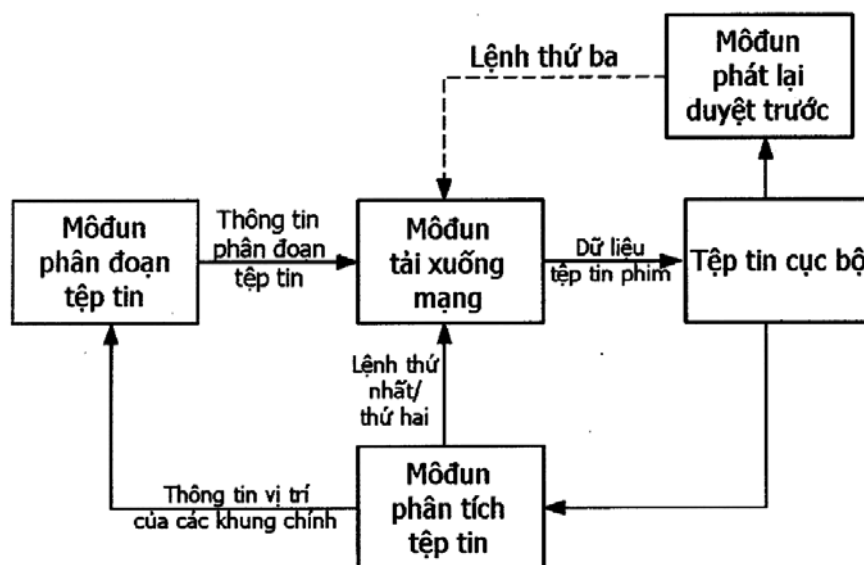 Môđun
phát lại
duyệt trước
Lệnh thứ ba
Môđun
phân đoạn
tệp tin
Thông tin
phân đoạn
tệp tin
Môđun
tải xuống
mạng
Dữ liệu
tệp tin phim
Tệp tin cục bộ
Lệnh thứ
nhất/
thứ hai
Thông tin vị trí
của các khung chính
Môđun
phân tích
tệp tin